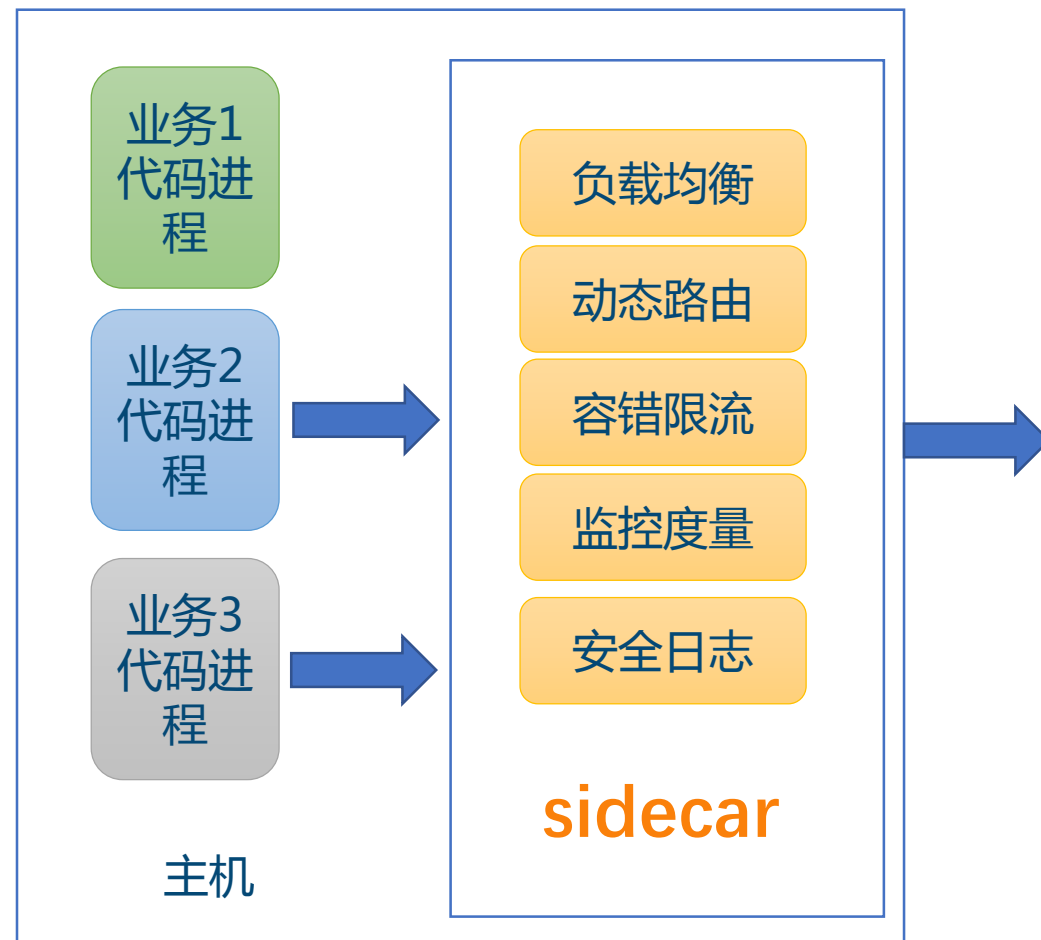 业务1
代码进
程
业务2
代码进
程
业务3
代码进
程
主机
负载均衡
动态路由
容错限流
监控度量
安全日志
sidecar